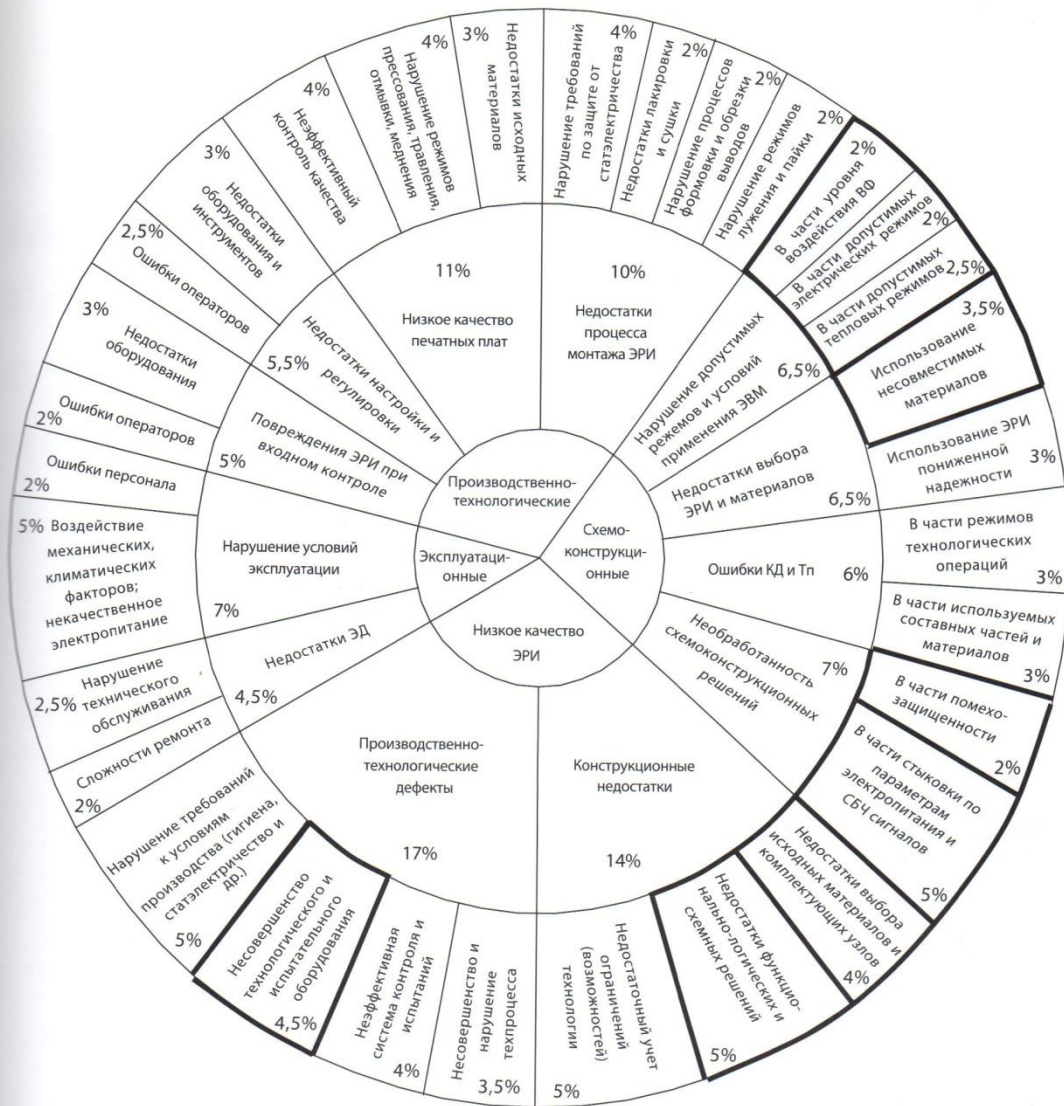 3%
Недостатки исходных
материалов
4%
Нарушение требований
по защите от
статэлектричества
2%
Недостатки лакировки
и сушки
2%
Нарушение процессов
формовки и обрезки
выводов
2%
Нарушение режимов
лужения и пайки
2%
В части уровня
воздействия ВФ
2%
В части допустимых
электрических режимов
2,5%
В части допустимых
тепловых режимов
3,5%
Использование
несовместимых
материалов
Использование ЭРИ
пониженной
надежности
3%
В части режимов
технологических
операций
3%
В части используемых
составных частей и
материалов
3%
В части помехо-
защищенности
2%
В части стыковки по
параметрам
электропитания и
СБЧ сигналов
5%
Недостатки выбора
исходных материалов и
комплектующих узлов
4%
Недостатки функцио-
нально-логических и
схемных решений
5%
Недостаточный учет
ограничений
(возможностей)
технологии
5%
Несовершенство и
нарушение
техпроцесса
3,5%
Неэффективная
система контроля и
испытаний
4%
Несовершенство
технологического и
испытательного
оборудования
4,5%
Нарушение требований
к условиям
производства (гигиена,
статэлектричество и
др.)
5%
Сложности ремонта
2%
2,5%
Нарушение
технического
обслуживания
5% Воздействие
механических,
климатических
факторов;
некачественное
электропитание
Ошибки персонала
2%
Ошибки операторов
2%
3%
Недостатки
оборудования
2,5%
Ошибки операторов
3%
Недостатки
оборудования и
инструментов
4%
Неэффективный
контроль качества
4%
Нарушение режимов
прессования, травления,
отмывки, меднения
11%
Низкое качество
печатных плат
10%
Недостатки
процесса
монтажа ЭРИ
Нарушение допустимых
режемов и условий
применения ЭВМ
6,5%
Недостатки выбора
ЭРИ и материалов
6,5%
Ошибки КД и Тп
6%
Необработанность
схемоконструкционных
решений
7%
Конструкционные
недостатки
14%
Производственно-
технологические
дефекты
17%
Недостатки ЭД
4,5%
Нарушение условий
эксплуатации
7%
Повреждения ЭРИ при
входном контроле
5%
Недостатки настройки и
регулировки
5,5%
Производственно-
технологические
Схемо-
конструкци-
онные
Эксплуатаци-
онные
Низкое качество
ЭРИ